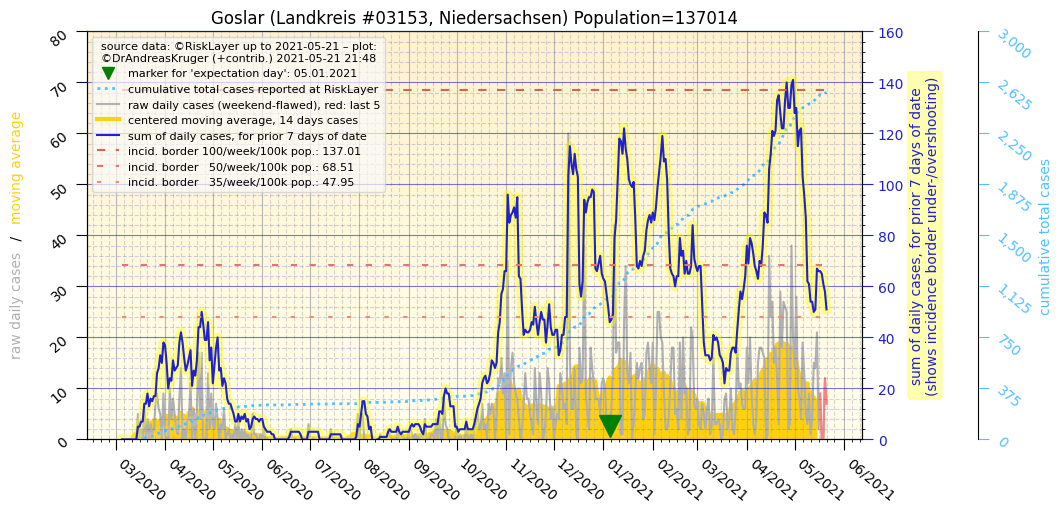 Goslar (Landkreis #03153, Niedersachsen) Population=137014
source data: ©RiskLayer up to 2021-05-21 – plot:
©DrAndreasKruger (+contrib.) 2021-05-21 21:48
marker for 'expectation day': 05.01.2021
cumulative total cases reported at RiskLayer
raw daily cases (weekend-flawed), red: last 5
centered moving average, 14 days cases
sum of daily cases, for prior 7 days of date
incid. border 100/week/100k pop.: 137.01
incid. border 50/week/100k pop.: 68.51
incid. border 35/week/100k pop.: 47.95
raw daily cases / moving average
80
70
60
50
40
30
20
10
0
03/2020
04/2020
05/2020
06/2020
07/2020
08/2020
09/2020
10/2020
11/2020
12/2020
01/2021
02/2021
03/2021
04/2021
05/2021
06/2021
160
140
120
100
80
60
40
20
0
sum of daily cases, for prior 7 days of date
(shows incidence border under-/overshooting)
3,000
2,625
2,250
1,875
1,500
1,125
750
375
0
cumulative total cases